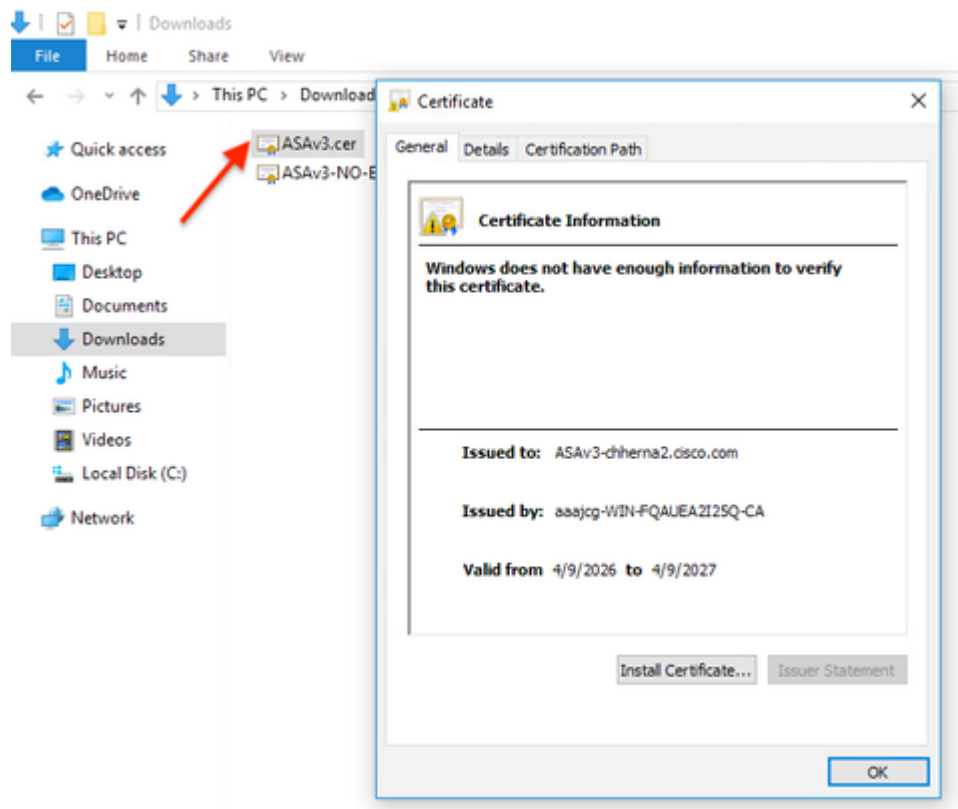 Downloads
File Home Share View
This PC > Download
Certificate
Quick access
OneDrive
This PC
Desktop
Documents
Downloads
Music
Pictures
Videos
Local Disk (C:)
Network
ASAv3.cer
ASAv3-NO-E
General Details Certification Path
Certificate Information
Windows does not have enough information to verify
this certificate.
Issued to: ASAv3-chherna2.cisco.com
Issued by: aaajcg-WIN-FQAUEA2I25Q-CA
Valid from 4/9/2026 to 4/9/2027
Install Certificate... Issuer Statement
OK